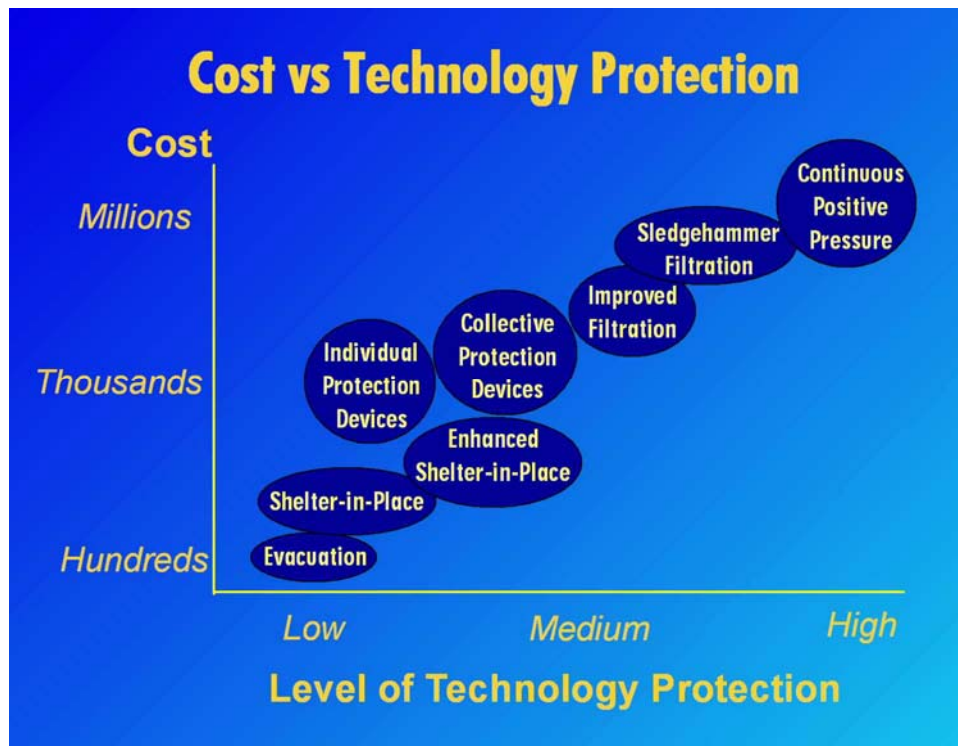 Cost vs Technology Protection
Cost
Millions
Thousands
Hundreds
Continuous
Positive
Pressure
Sledgehammer
Filtration
Improved
Filtration
Collective
Protection
Devices
Individual
Protection
Devices
Enhanced
Shelter-in-Place
Shelter-in-Place
Evacuation
Low
Medium
High
Level of Technology Protection